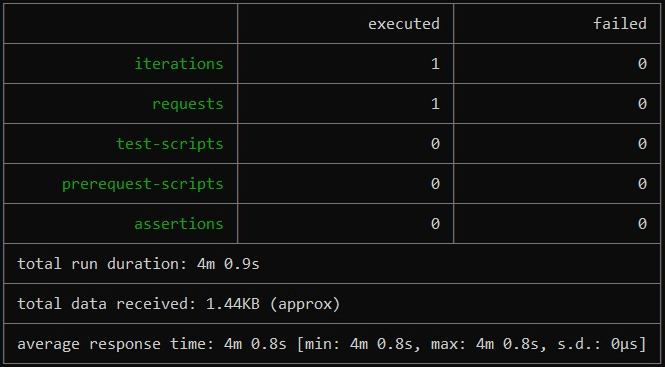 executed failed
iterations 1 0
requests 1 0
test-scripts 0 0
prerequest-scripts 0 0
assertions 0 0
total run duration: 4m 0.9s
total data received: 1.44KB (approx)
average response time: 4m 0.8s [min: 4m 0.8s, max: 4m 0.8s, s.d.: 0µs]